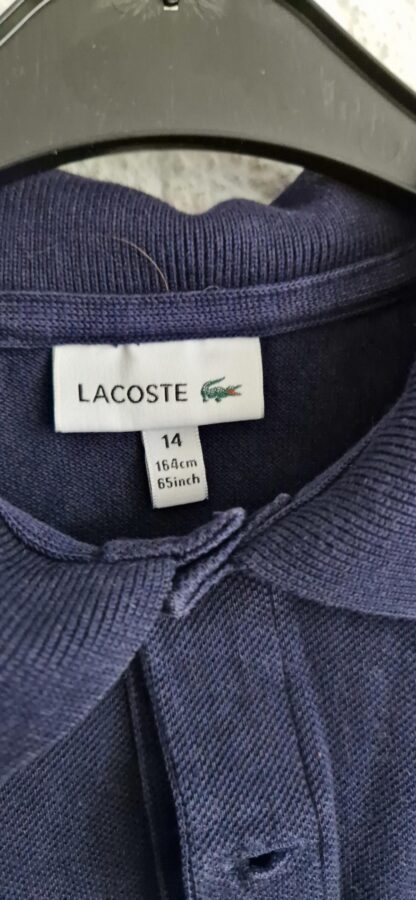 LACOSTE
14
164cm
65inch